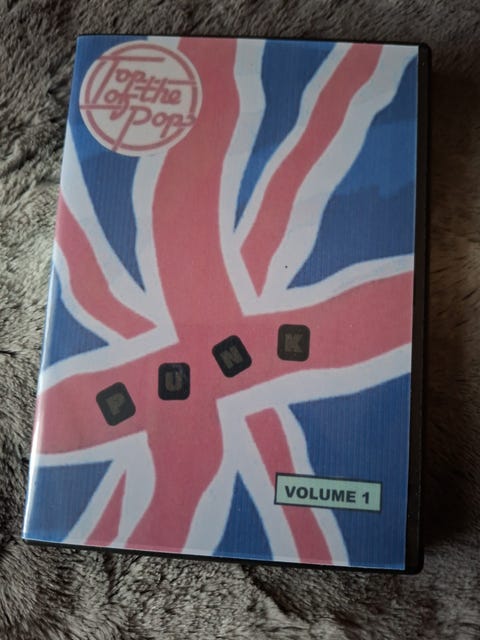 Top
of the
Pops
PUNK
VOLUME 1